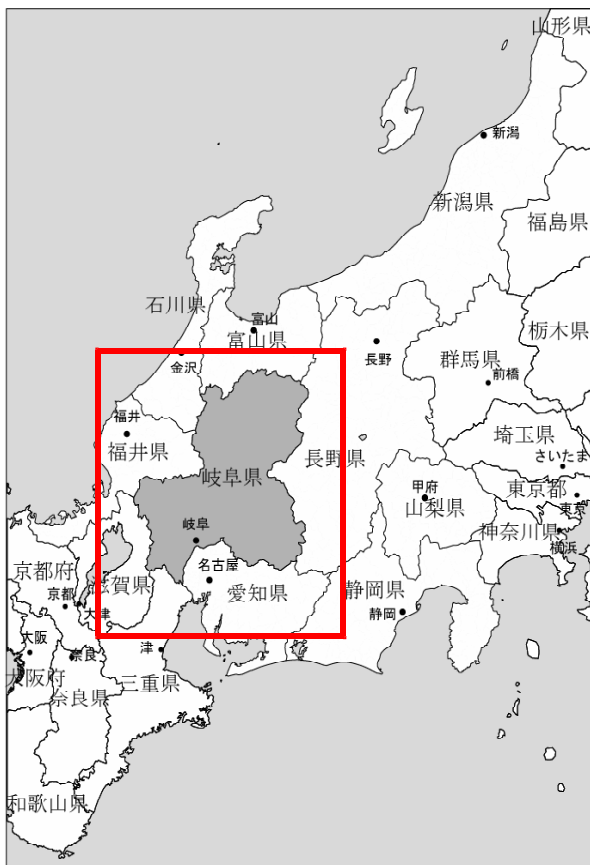 山形県
新潟
新潟県
福島県
石川県
富山
富山県
栃木県
長野
群馬県
金沢
前橋
福井
福井県
埼玉県
さいたま
長野県
岐阜県
甲府
山梨県
東京都
東京
神奈川県
横浜
岐阜
京都府
名古屋
滋賀県
愛知県
静岡県
京都
大津
静岡
大阪
奈良
津
大阪府
奈良県
三重県
和歌山県